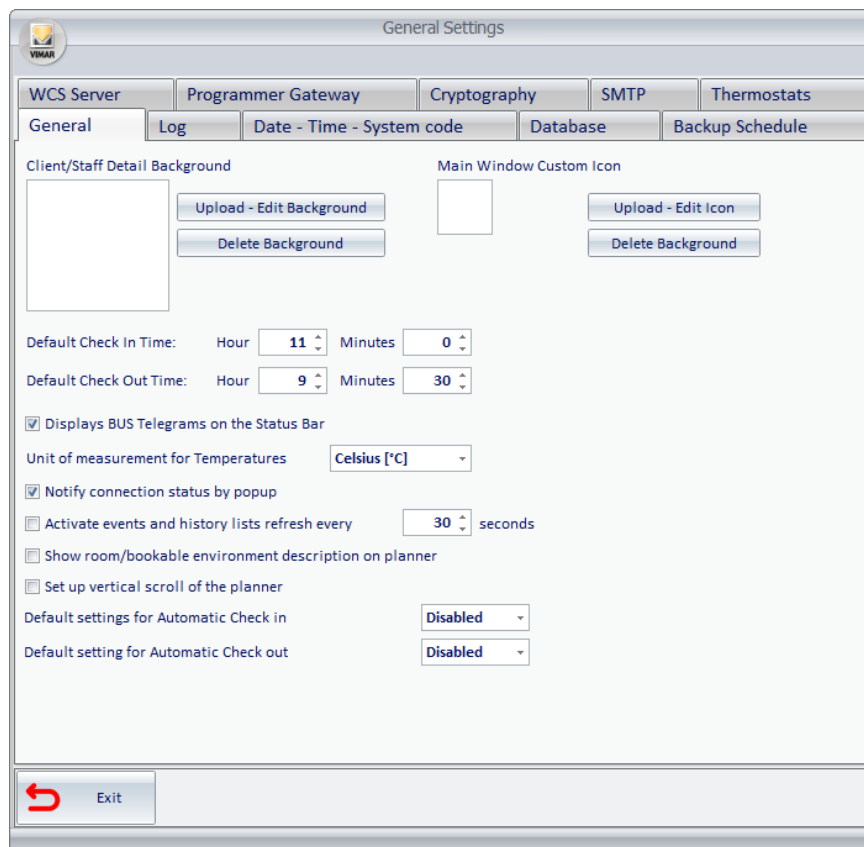 General Settings
VIMAR
WCS Server Programmer Gateway Cryptography SMTP Thermostats
General Log Date - Time - System code Database Backup Schedule
Client/Staff Detail Background Main Window Custom Icon
Upload - Edit Background Upload - Edit Icon
Delete Background Delete Background
Default Check In Time: Hour 11 Minutes 0
Default Check Out Time: Hour 9 Minutes 30
Displays BUS Telegrams on the Status Bar
Unit of measurement for Temperatures Celsius [°C]
Notify connection status by popup
Activate events and history lists refresh every 30 seconds
Show room/bookable environment description on planner
Set up vertical scroll of the planner
Default settings for Automatic Check in Disabled
Default setting for Automatic Check out Disabled
Exit